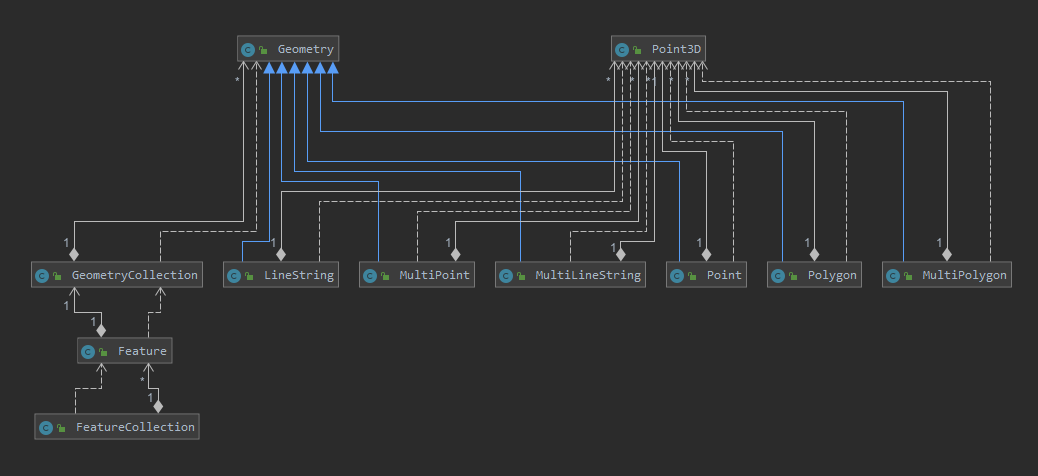 Geometry Point3D
* * * * 1 * *
1 1 1 1 1 1 1
GeometryCollection LineString MultiPoint MultiLineString Point Polygon MultiPolygon
1
1
Feature
*
1
FeatureCollection